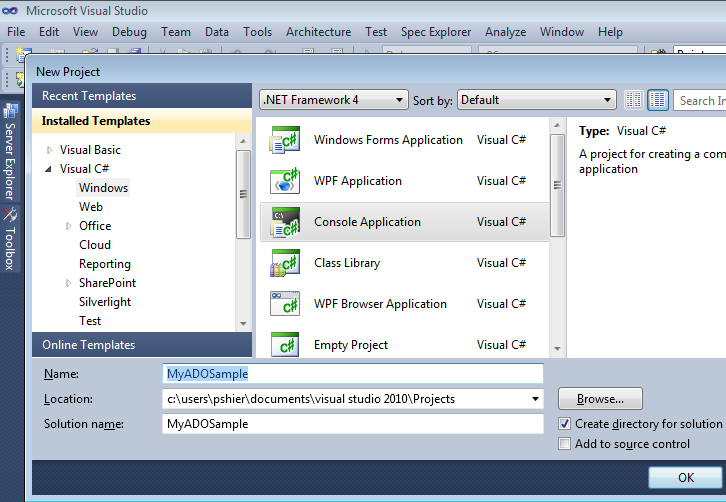 Microsoft Visual Studio
File Edit View Debug Team Data Tools Architecture Test Spec Explorer Analyze Window Help
New Project
Recent Templates
.NET Framework 4 Sort by: Default Search In
Installed Templates
Server Explorer
Toolbox
Visual Basic
Visual C#
Windows
Web
Office
Cloud
Reporting
SharePoint
Silverlight
Test
Online Templates
Windows Forms Application Visual C#
WPF Application Visual C#
Console Application Visual C#
Class Library Visual C#
WPF Browser Application Visual C#
Empty Project Visual C#
Type: Visual C#
A project for creating a com
application
Name: MyADOSample
Location: c:\users\pshier\documents\visual studio 2010\Projects Browse...
Solution name: MyADOSample Create directory for solution
Add to source control
OK